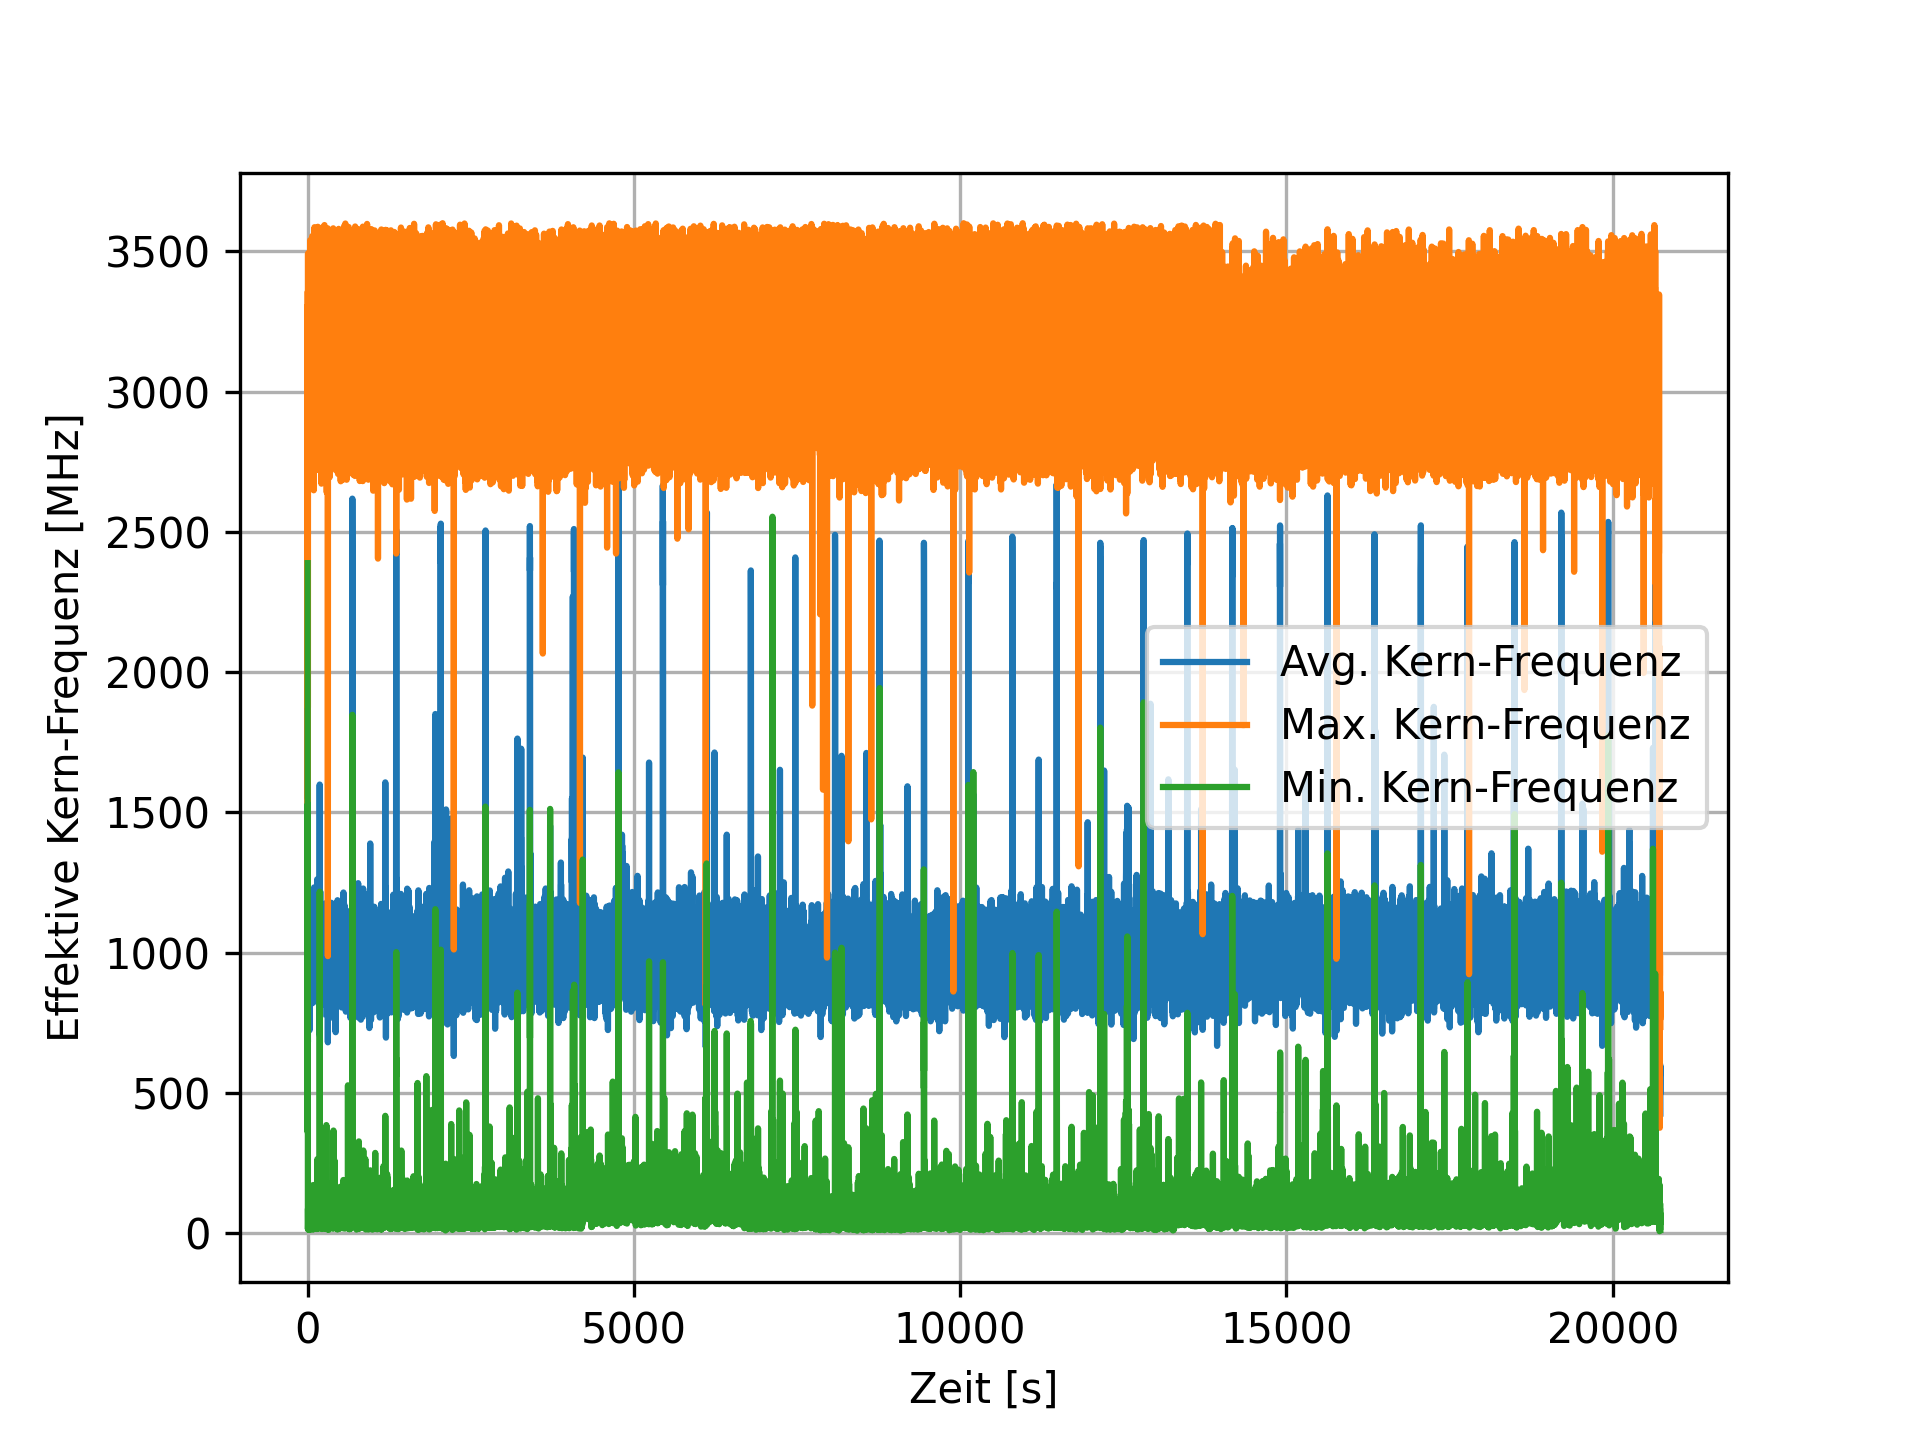 Effektive Kern-Frequenz [MHz]
3500
3000
2500
2000
1500
1000
500
0
Avg. Kern-Frequenz
Max. Kern-Frequenz
Min. Kern-Frequenz
0 5000 10000 15000 20000
Zeit [s]